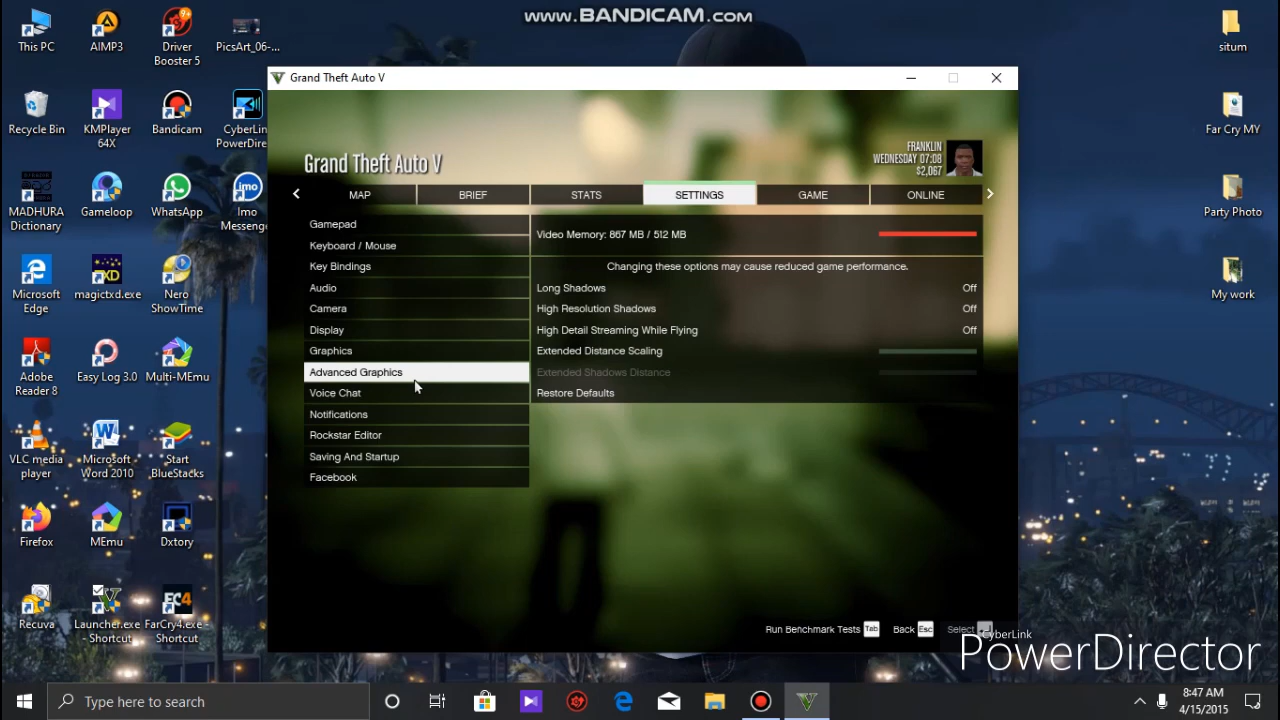 www.BANDICAM.com
This PC
AIMP3
Driver
Booster 5
PicsArt_06-...
situm
Recycle Bin
KMPlayer
64X
Bandicam
CyberLin
PowerDire
Far Cry MY
MADHURA
Dictionary
Gameloop
WhatsApp
Imo
Messeng
Party Photo
Microsoft
Edge
magictxd.exe
Nero
ShowTime
My work
Adobe
Reader 8
Easy Log 3.0
Multi-MEmu
VLC media
player
Microsoft
Word 2010
Start
BlueStacks
Firefox
MEmu
Dxtory
Recuva
Launcher.exe
- Shortcut
FarCry4.exe -
Shortcut
Grand Theft Auto V
Grand Theft Auto V
FRANKLIN
WEDNESDAY 07:08
$2,067
MAP
BRIEF
STATS
SETTINGS
GAME
ONLINE
Gamepad
Keyboard / Mouse
Key Bindings
Audio
Camera
Display
Graphics
Advanced Graphics
Voice Chat
Notifications
Rockstar Editor
Saving And Startup
Facebook
Video Memory: 867 MB / 512 MB
Changing these options may cause reduced game performance.
Long Shadows Off
High Resolution Shadows Off
High Detail Streaming While Flying Off
Extended Distance Scaling
Extended Shadows Distance
Restore Defaults
Run Benchmark Tests Tab Back Esc Select
CyberLink
PowerDirector
Type here to search
8:47 AM
4/15/2015